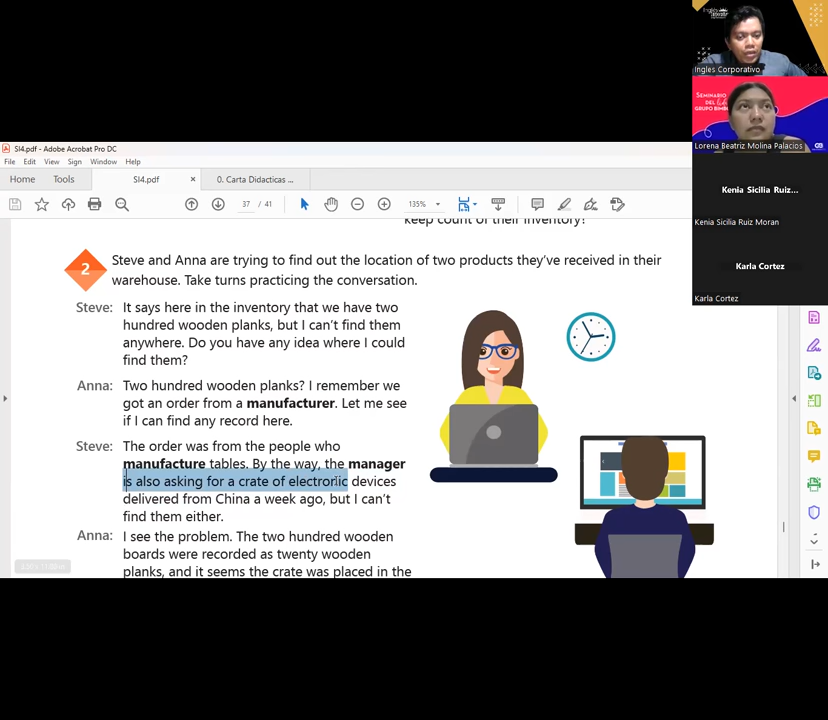 SI4.pdf - Adobe Acrobat Pro DC
File Edit View Sign Window Help
Home Tools SI4.pdf × 0. Carta Didacticas ...
37 / 41 135%
keep count of their inventory?
2
Steve and Anna are trying to find out the location of two products they've received in their
warehouse. Take turns practicing the conversation.
Steve: It says here in the inventory that we have two
hundred wooden planks, but I can't find them
anywhere. Do you have any idea where I could
find them?
Anna: Two hundred wooden planks? I remember we
got an order from a manufacturer. Let me see
if I can find any record here.
Steve: The order was from the people who
manufacture tables. By the way, the manager
is also asking for a crate of electronic devices
delivered from China a week ago, but I can't
find them either.
Anna: I see the problem. The two hundred wooden
boards were recorded as twenty wooden
planks, and it seems the crate was placed in the
Ingles Corporativo
SEMINARIO
DEL
GRUPO BIMB
Lorena Beatriz Molina Palacios
Kenia Sicilia Ruiz...
Kenia Sicilia Ruiz Moran
Karla Cortez
Karla Cortez